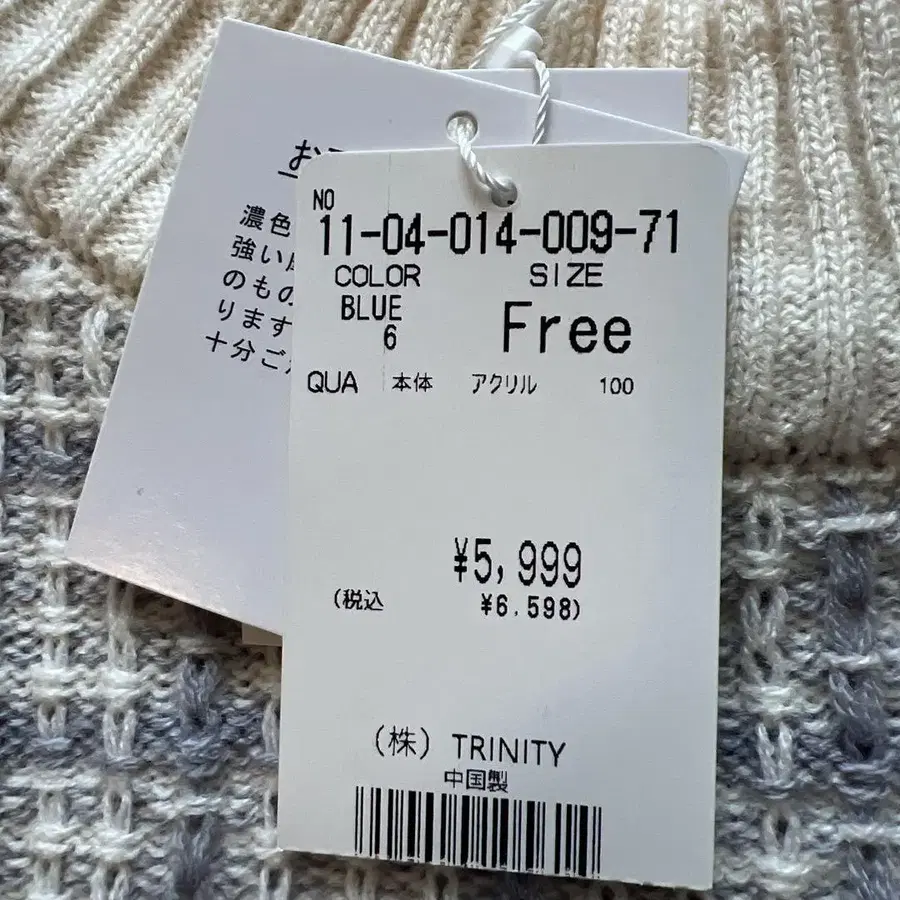 濃色
強い
のもの
ります
十分ご
NO
11-04-014-009-71
COLOR SIZE
BLUE Free
6
QUA 本体 アクリル 100
¥5,999
(税込 ¥6.598)
(株) TRINITY
中国製